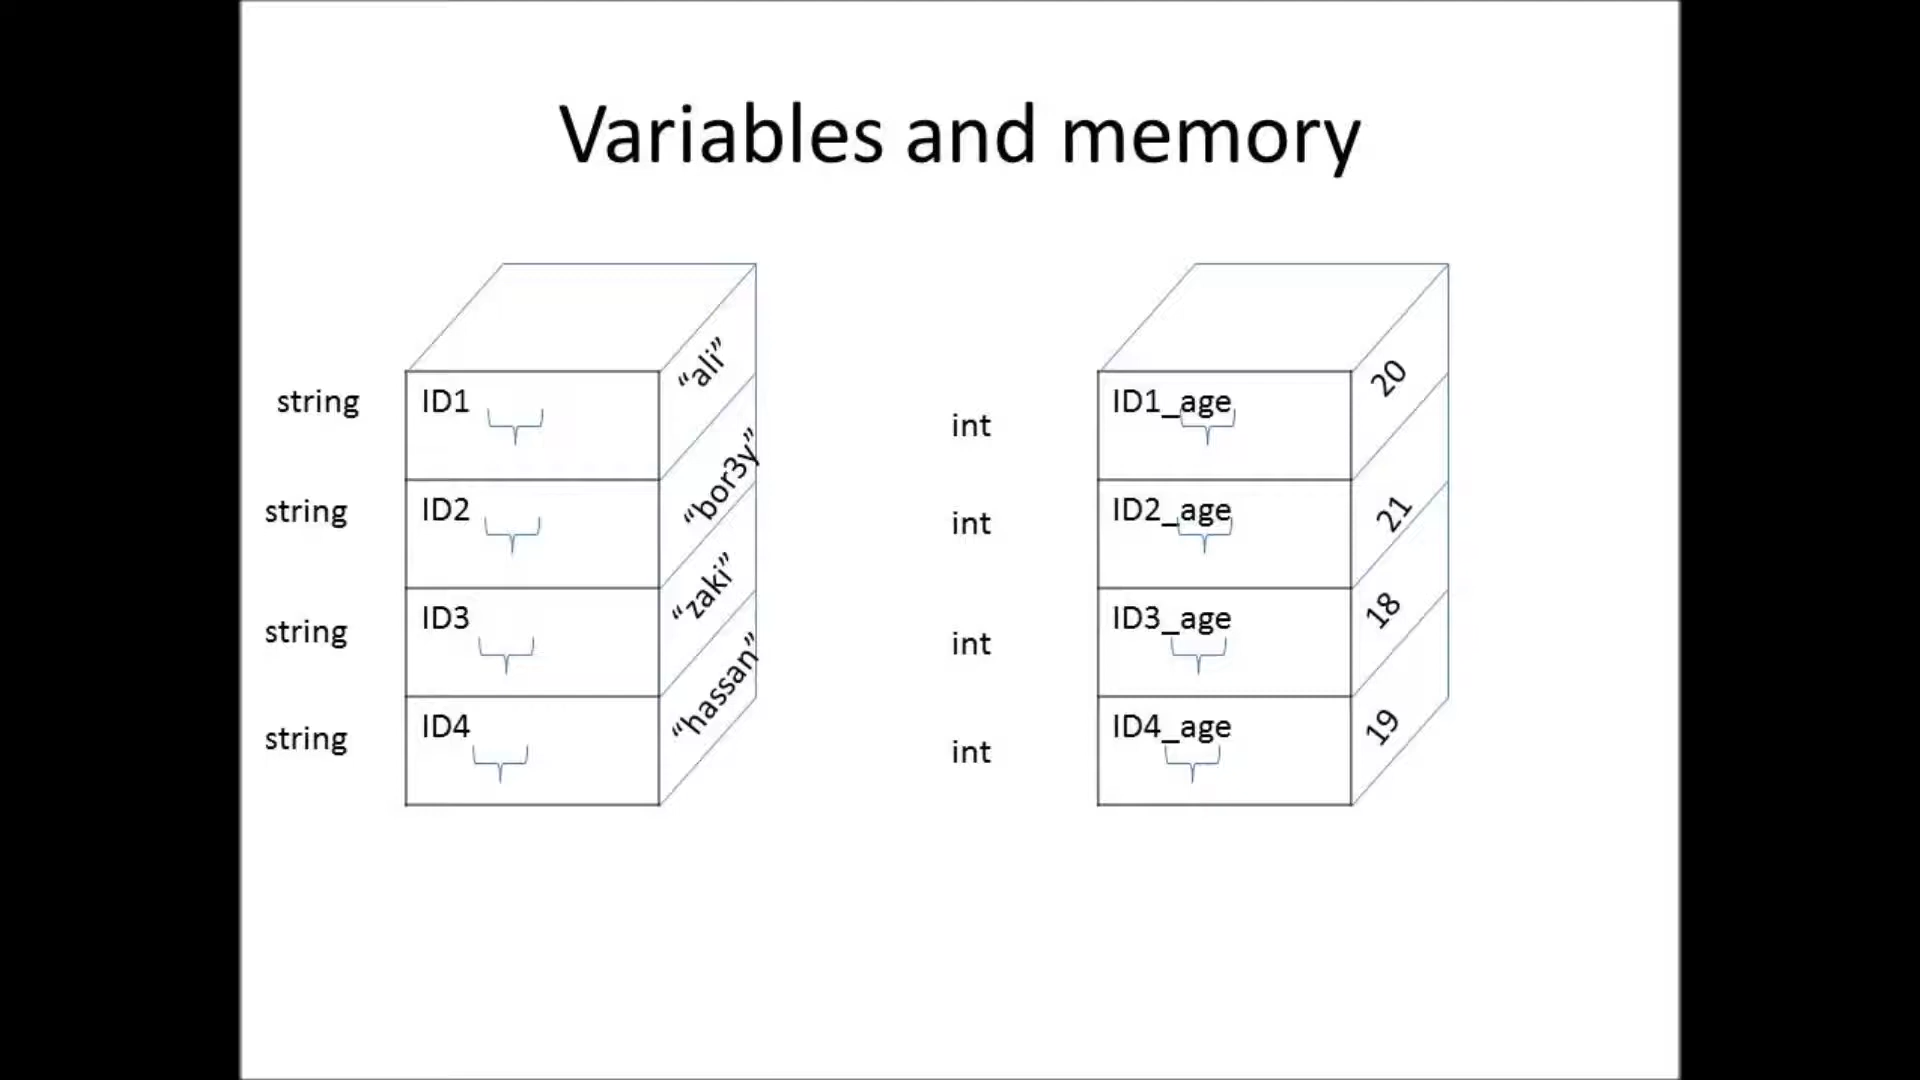 Variables and memory
string ID1 “ali”
string ID2 “bor3y”
string ID3 “zaki”
string ID4 “hassan”
int ID1_age 20
int ID2_age 21
int ID3_age 18
int ID4_age 19